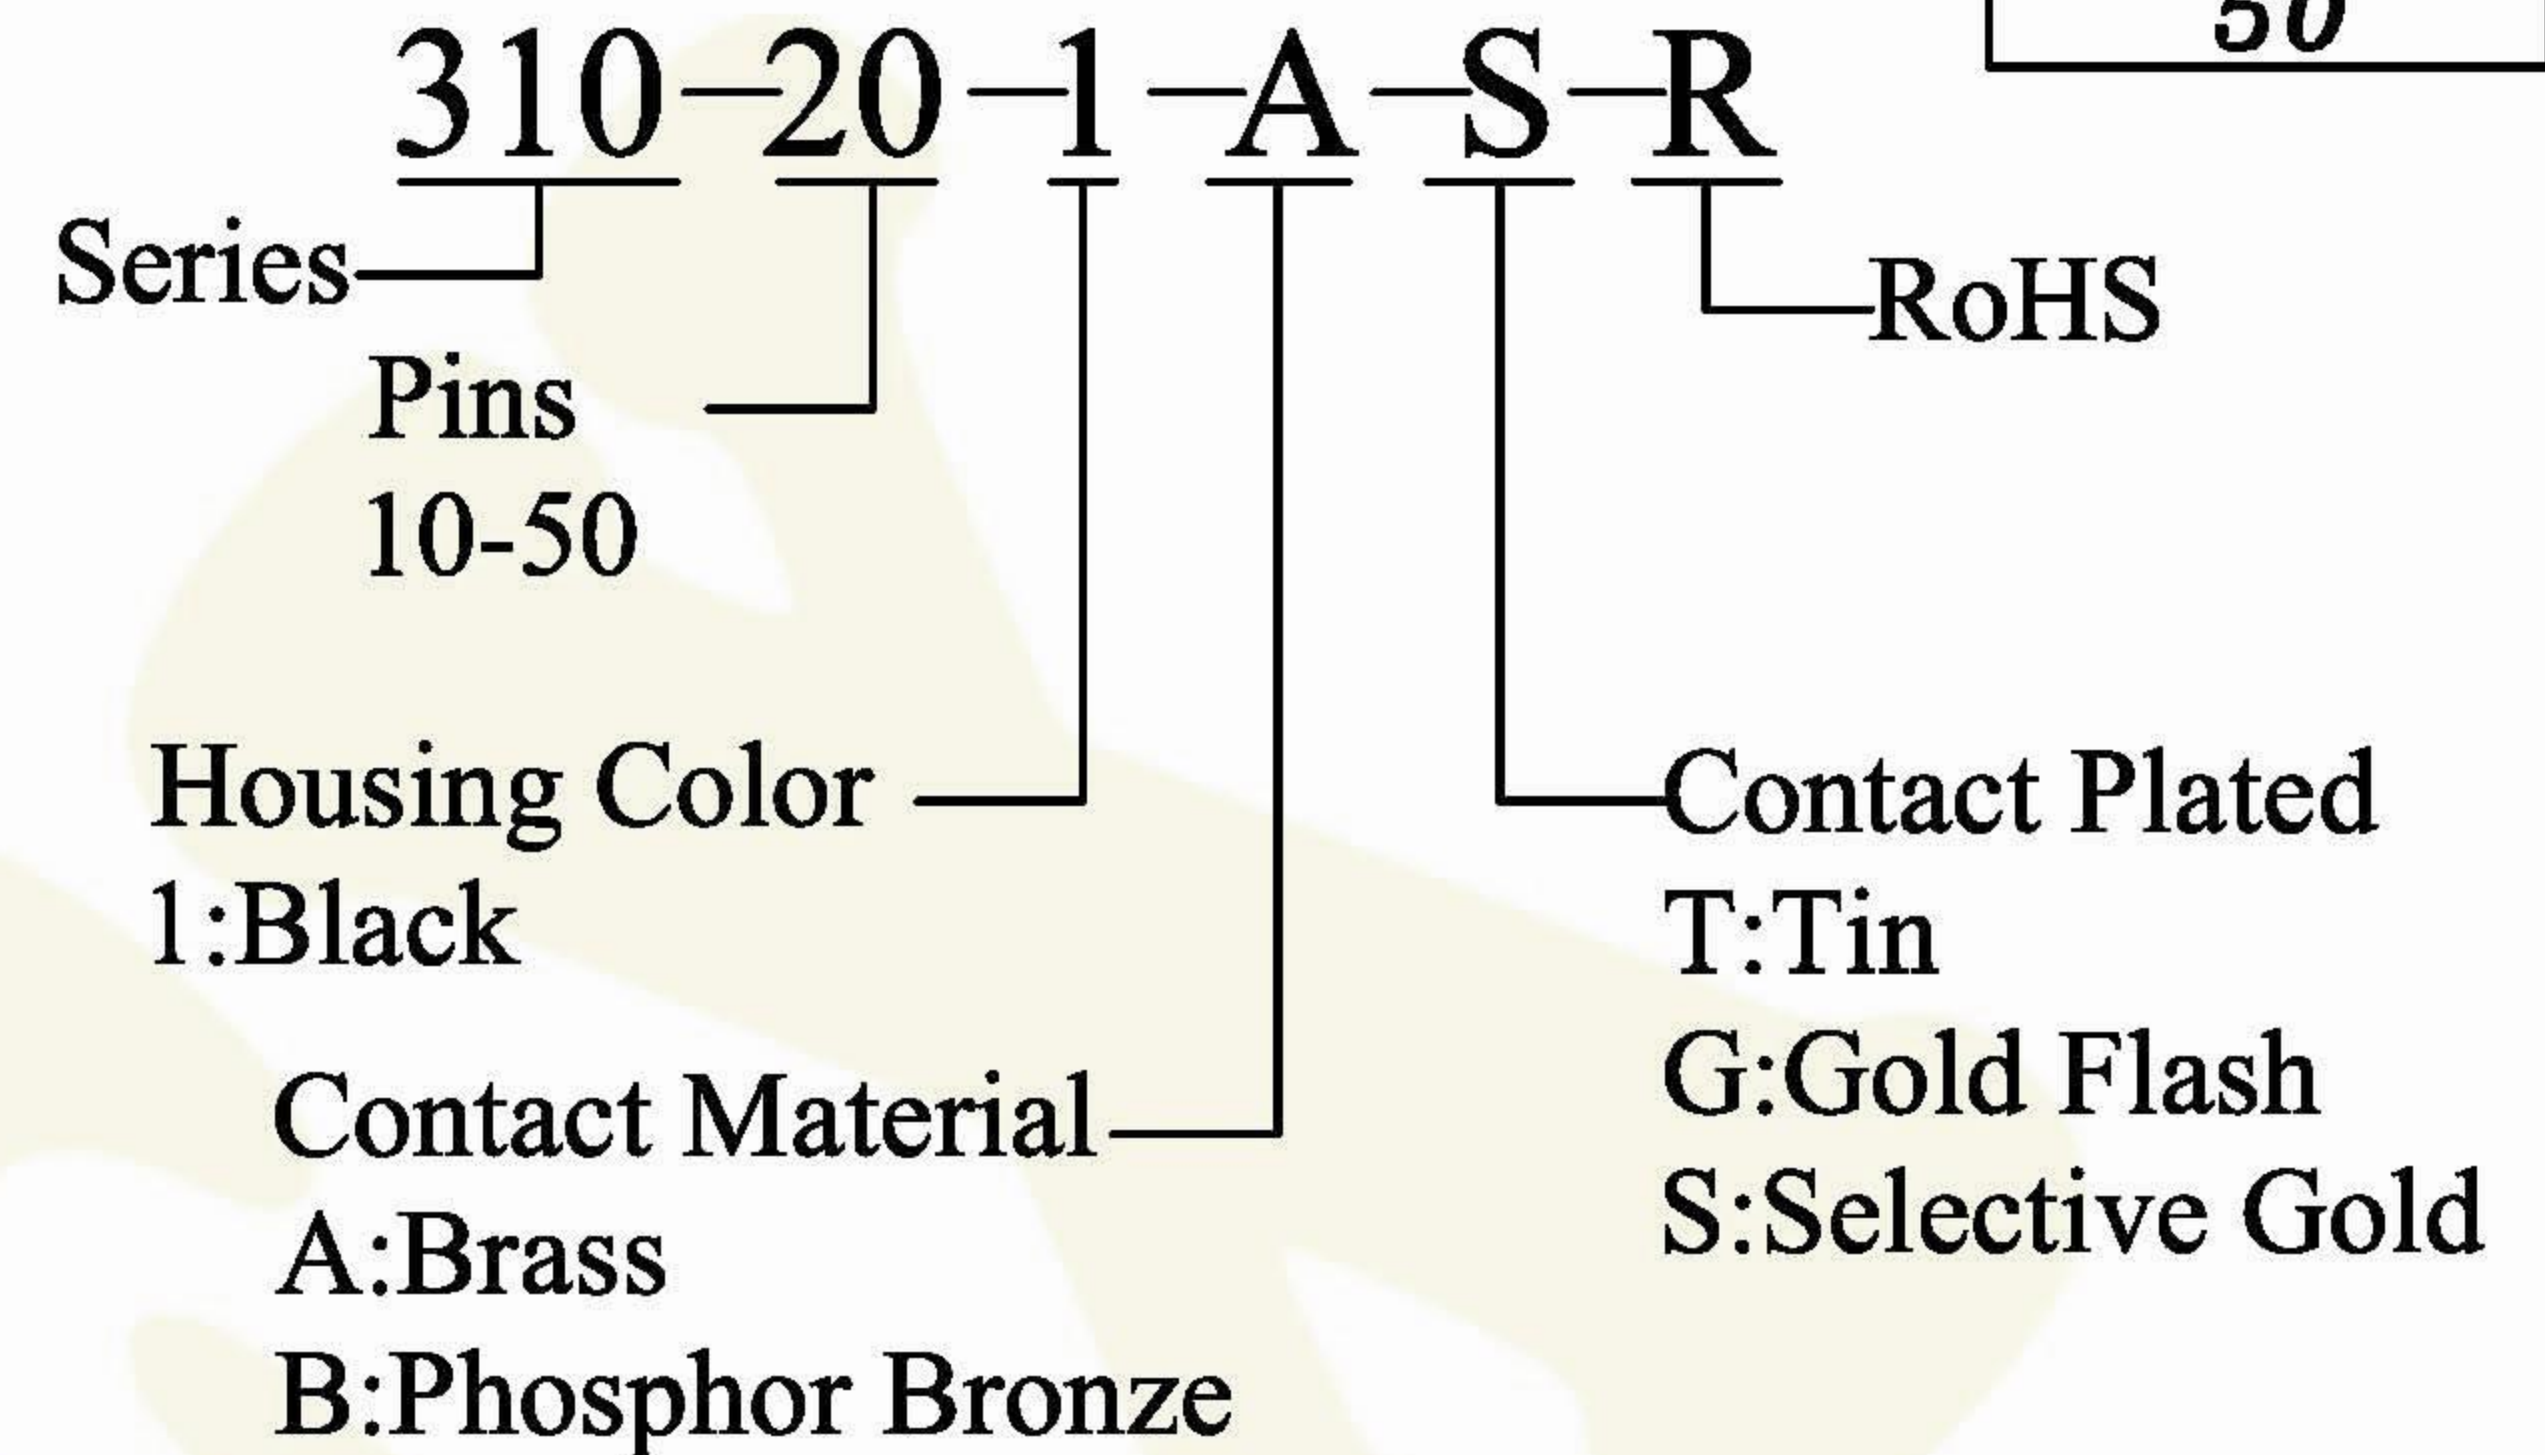 50
310-20-1-A-S-R
Series
RoHS
Pins
10-50
Housing Color
1:Black
Contact Material
A:Brass
B:Phosphor Bronze
Contact Plated
T:Tin
G:Gold Flash
S:Selective Gold